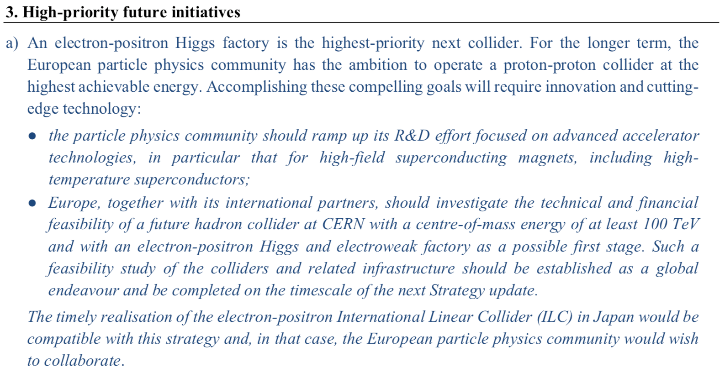 3. High-priority future initiatives
a) An electron-positron Higgs factory is the highest-priority next collider. For the longer term, the
European particle physics community has the ambition to operate a proton-proton collider at the
highest achievable energy. Accomplishing these compelling goals will require innovation and cutting-
edge technology:
● the particle physics community should ramp up its R&D effort focused on advanced accelerator
technologies, in particular that for high-field superconducting magnets, including high-
temperature superconductors;
● Europe, together with its international partners, should investigate the technical and financial
feasibility of a future hadron collider at CERN with a centre-of-mass energy of at least 100 TeV
and with an electron-positron Higgs and electroweak factory as a possible first stage. Such a
feasibility study of the colliders and related infrastructure should be established as a global
endeavour and be completed on the timescale of the next Strategy update.
The timely realisation of the electron-positron International Linear Collider (ILC) in Japan would be
compatible with this strategy and, in that case, the European particle physics community would wish
to collaborate.